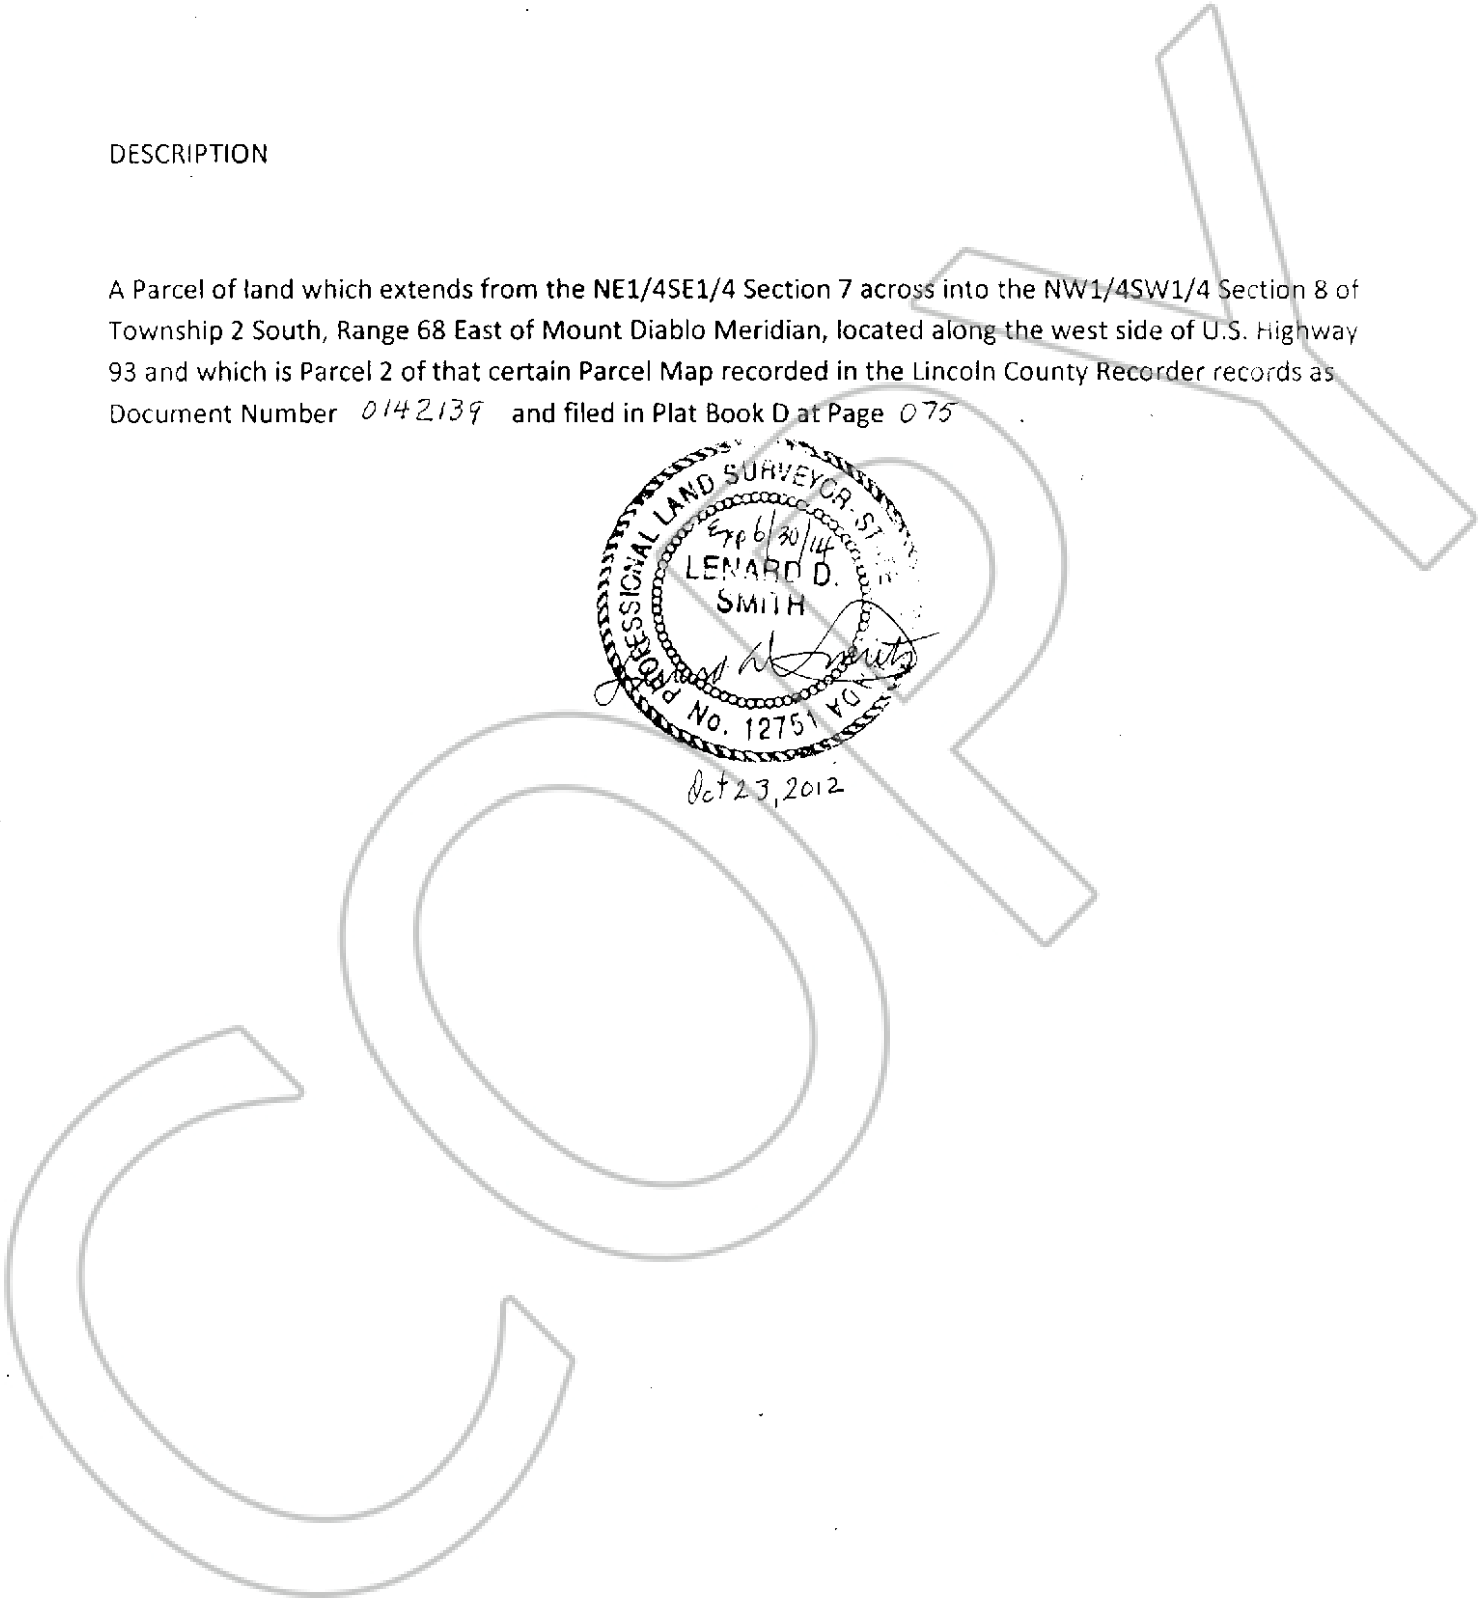 DESCRIPTION
A Parcel of land which extends from the NE1/4SE1/4 Section 7 across into the NW1/4SW1/4 Section 8 of
Township 2 South, Range 68 East of Mount Diablo Meridian, located along the west side of U.S. Highway
93 and which is Parcel 2 of that certain Parcel Map recorded in the Lincoln County Recorder records as
Document Number 0142139 and filed in Plat Book D at Page 075 .
PROFESSIONAL LAND SURVEYOR
Exp 6/30/14
LENARD D.
SMITH
No. 12751
Oct 23, 2012
COPY